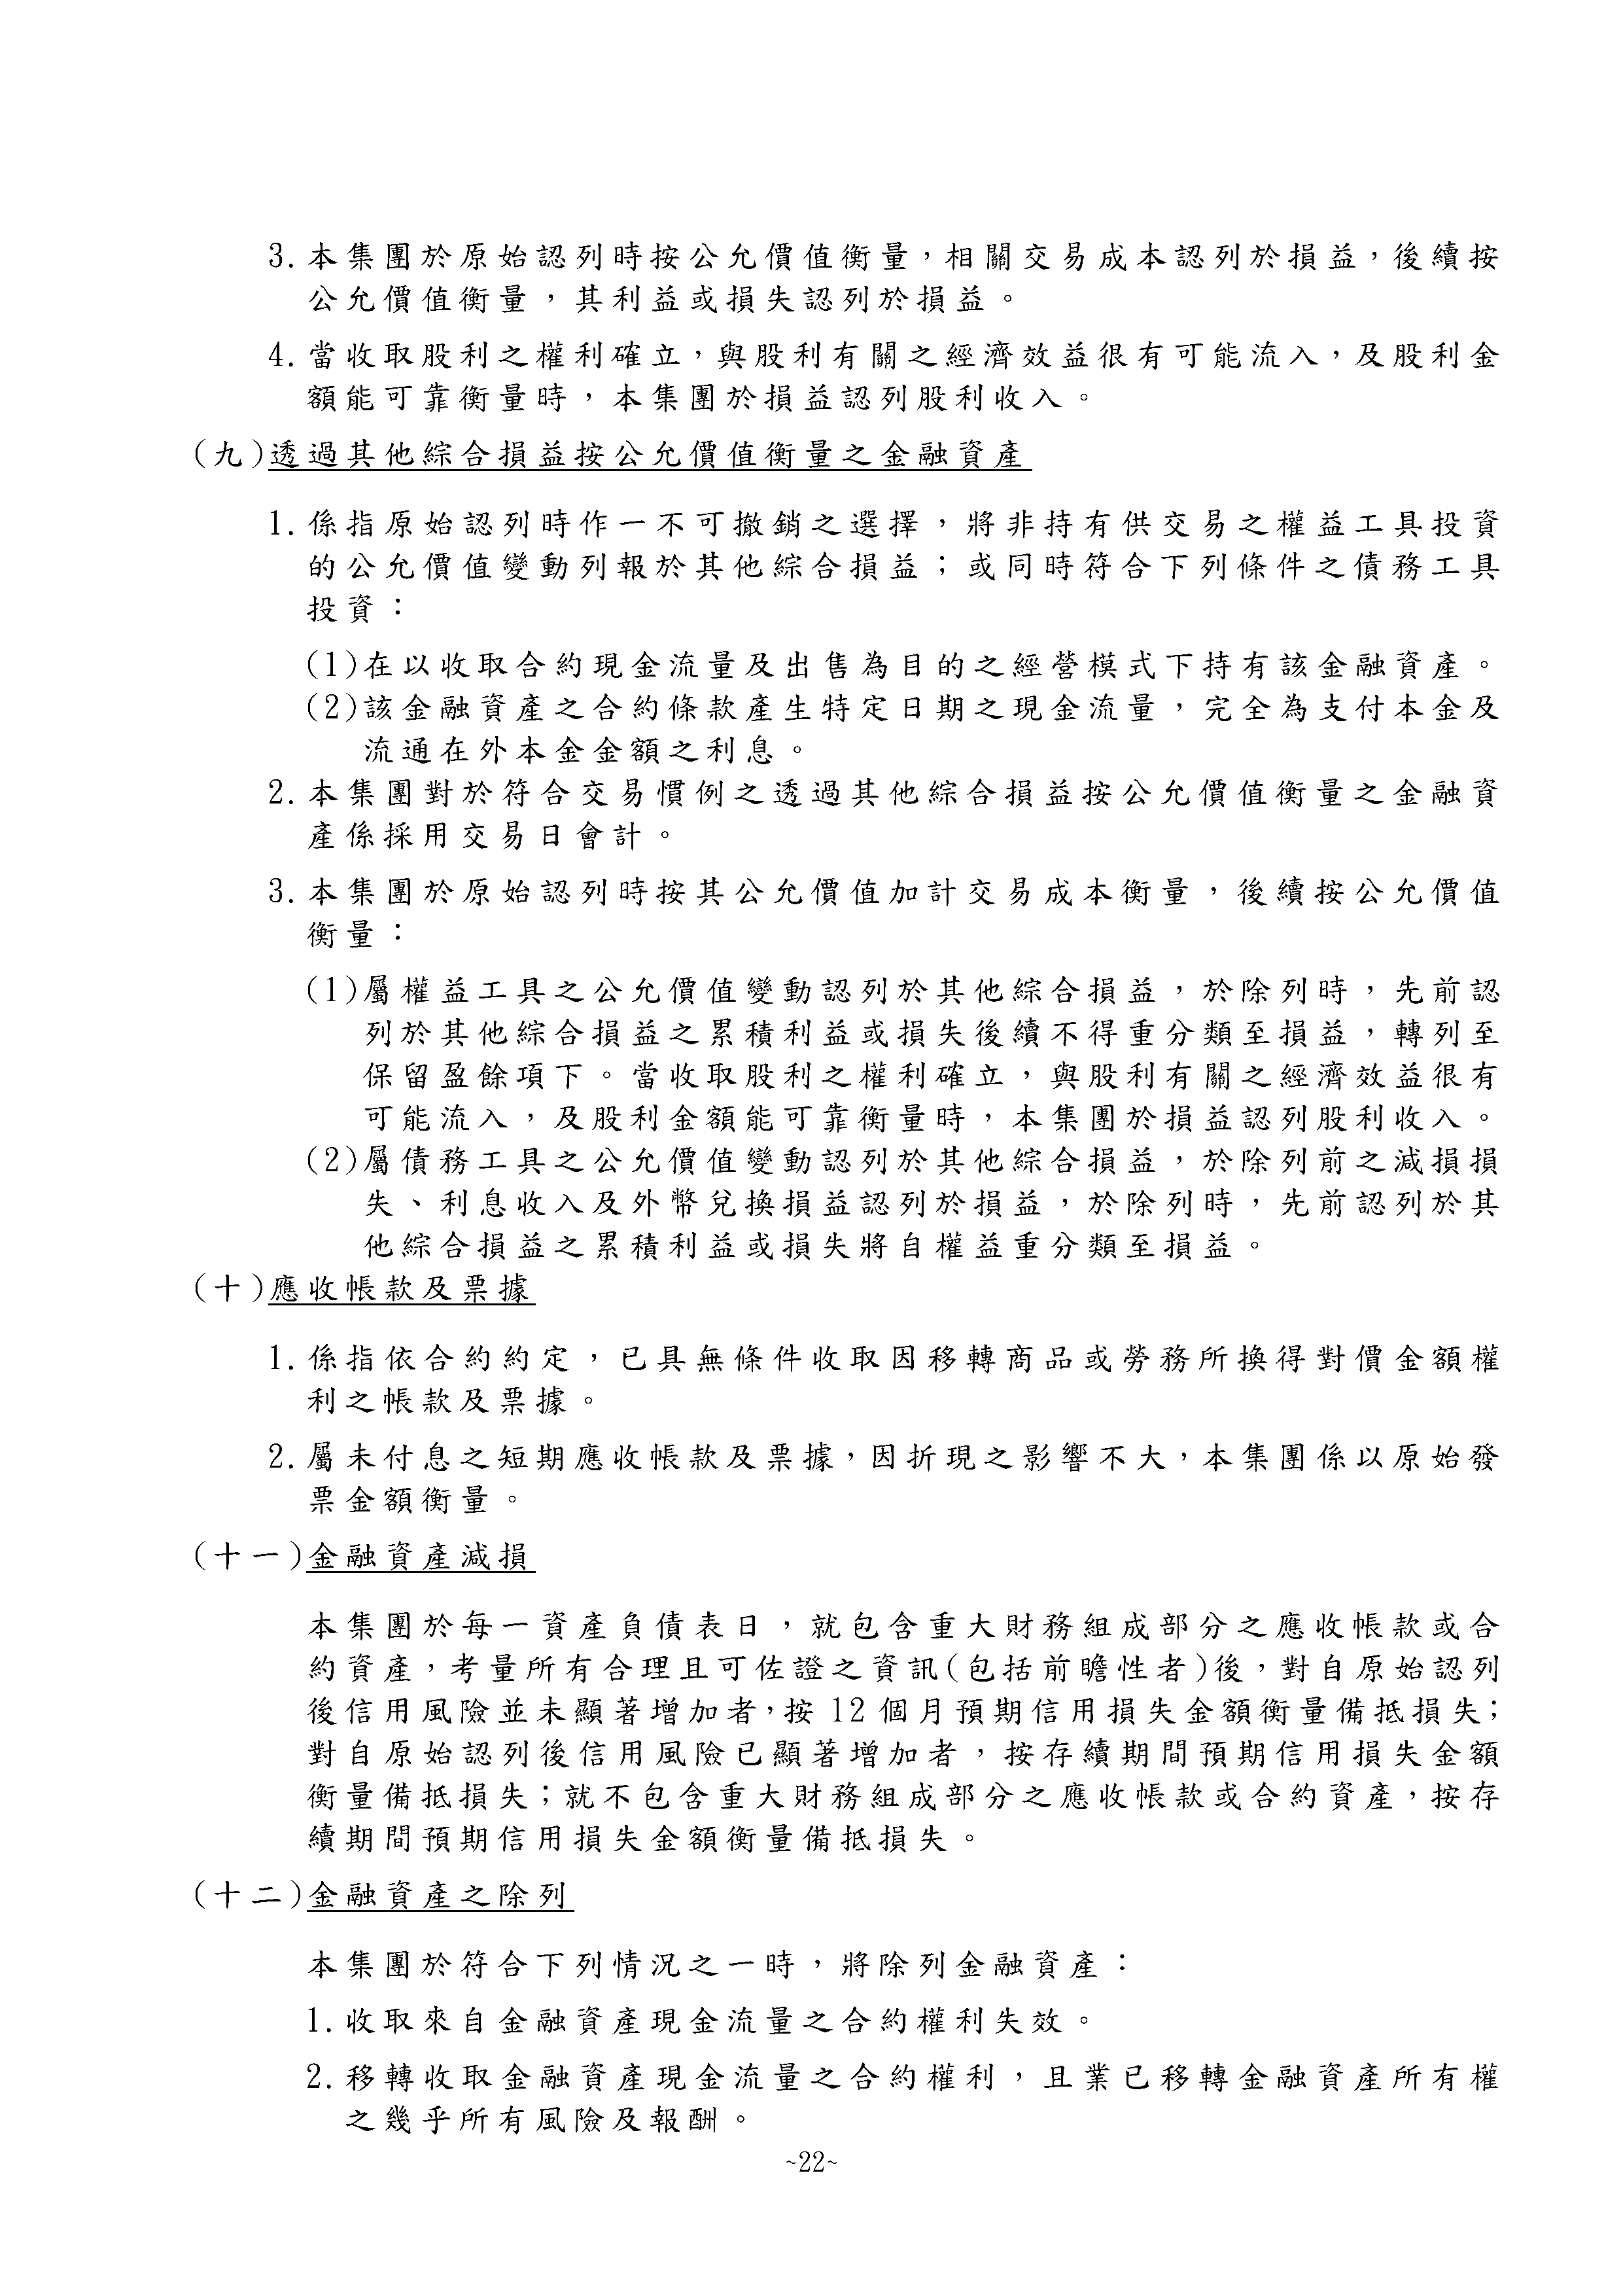 3. 本集團於原始認列時按公允價值衡量，相關交易成本認列於損益，後續按
公允價值衡量，其利益或損失認列於損益。
4. 當收取股利之權利確立，與股利有關之經濟效益很有可能流入，及股利金
額能可靠衡量時，本集團於損益認列股利收入。
(九)透過其他綜合損益按公允價值衡量之金融資產
1. 係指原始認列時作一不可撤銷之選擇，將非持有供交易之權益工具投資
的公允價值變動列報於其他綜合損益；或同時符合下列條件之債務工具
投資：
(1)在以收取合約現金流量及出售為目的之經營模式下持有該金融資產。
(2)該金融資產之合約條款產生特定日期之現金流量，完全為支付本金及
流通在外本金金額之利息。
2. 本集團對於符合交易慣例之透過其他綜合損益按公允價值衡量之金融資
產係採用交易日會計。
3. 本集團於原始認列時按其公允價值加計交易成本衡量，後續按公允價值
衡量：
(1)屬權益工具之公允價值變動認列於其他綜合損益，於除列時，先前認
列於其他綜合損益之累積利益或損失後續不得重分類至損益，轉列至
保留盈餘項下。當收取股利之權利確立，與股利有關之經濟效益很有
可能流入，及股利金額能可靠衡量時，本集團於損益認列股利收入。
(2)屬債務工具之公允價值變動認列於其他綜合損益，於除列前之減損損
失、利息收入及外幣兌換損益認列於損益，於除列時，先前認列於其
他綜合損益之累積利益或損失將自權益重分類至損益。
(十)應收帳款及票據
1. 係指依合約約定，已具無條件收取因移轉商品或勞務所換得對價金額權
利之帳款及票據。
2. 屬未付息之短期應收帳款及票據，因折現之影響不大，本集團係以原始發
票金額衡量。
(十一)金融資產減損
本集團於每一資產負債表日，就包含重大財務組成部分之應收帳款或合
約資產，考量所有合理且可佐證之資訊(包括前瞻性者)後，對自原始認列
後信用風險並未顯著增加者，按 12 個月預期信用損失金額衡量備抵損失；
對自原始認列後信用風險已顯著增加者，按存續期間預期信用損失金額
衡量備抵損失；就不包含重大財務組成部分之應收帳款或合約資產，按存
續期間預期信用損失金額衡量備抵損失。
(十二)金融資產之除列
本集團於符合下列情況之一時，將除列金融資產：
1. 收取來自金融資產現金流量之合約權利失效。
2. 移轉收取金融資產現金流量之合約權利，且業已移轉金融資產所有權
之幾乎所有風險及報酬。
~22~